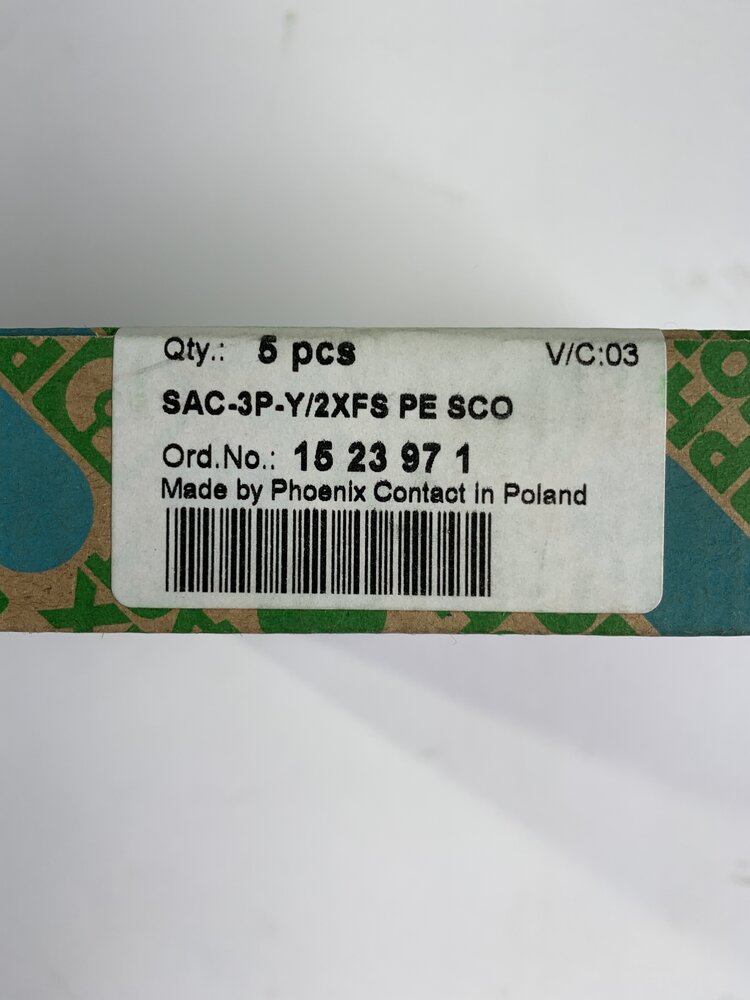 Qty.: 5 pcs V/C:03
SAC-3P-Y/2XFS PE SCO
Ord.No.: 15 23 97 1
Made by Phoenix Contact in Poland